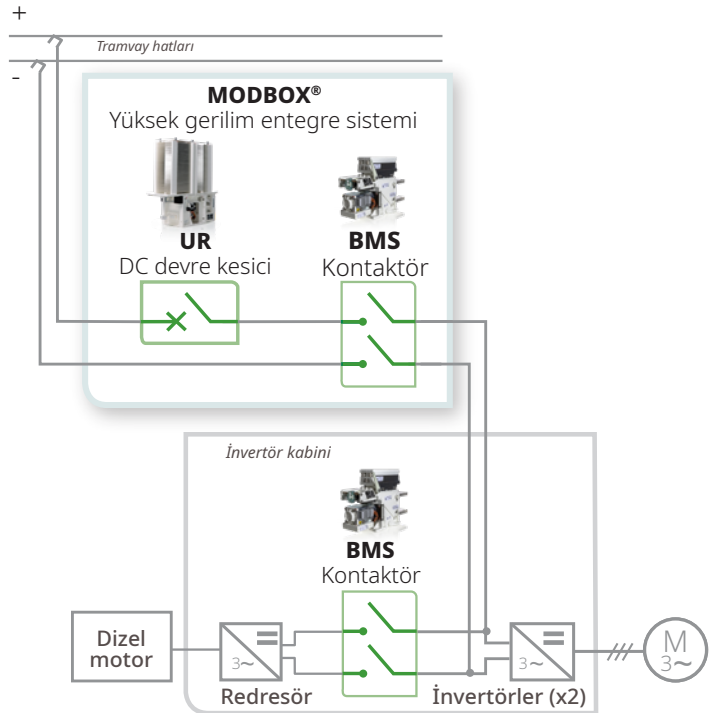 +
Tramvay hatları
-
MODBOX®
Yüksek gerilim entegre sistemi
UR
DC devre kesici
BMS
Kontaktör
İnvertör kabini
BMS
Kontaktör
Dizel
motor
3~
Redresör
3~
İnvertörler (x2)
M
3~